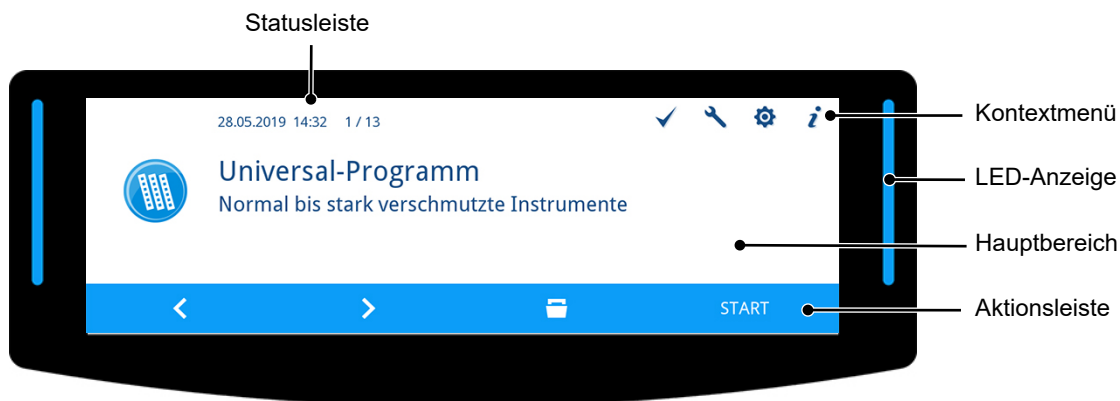 Statusleiste
28.05.2019 14:32 1 / 13
Kontextmenü
Universal-Programm
LED-Anzeige
Normal bis stark verschmutzte Instrumente
Hauptbereich
START
Aktionsleiste